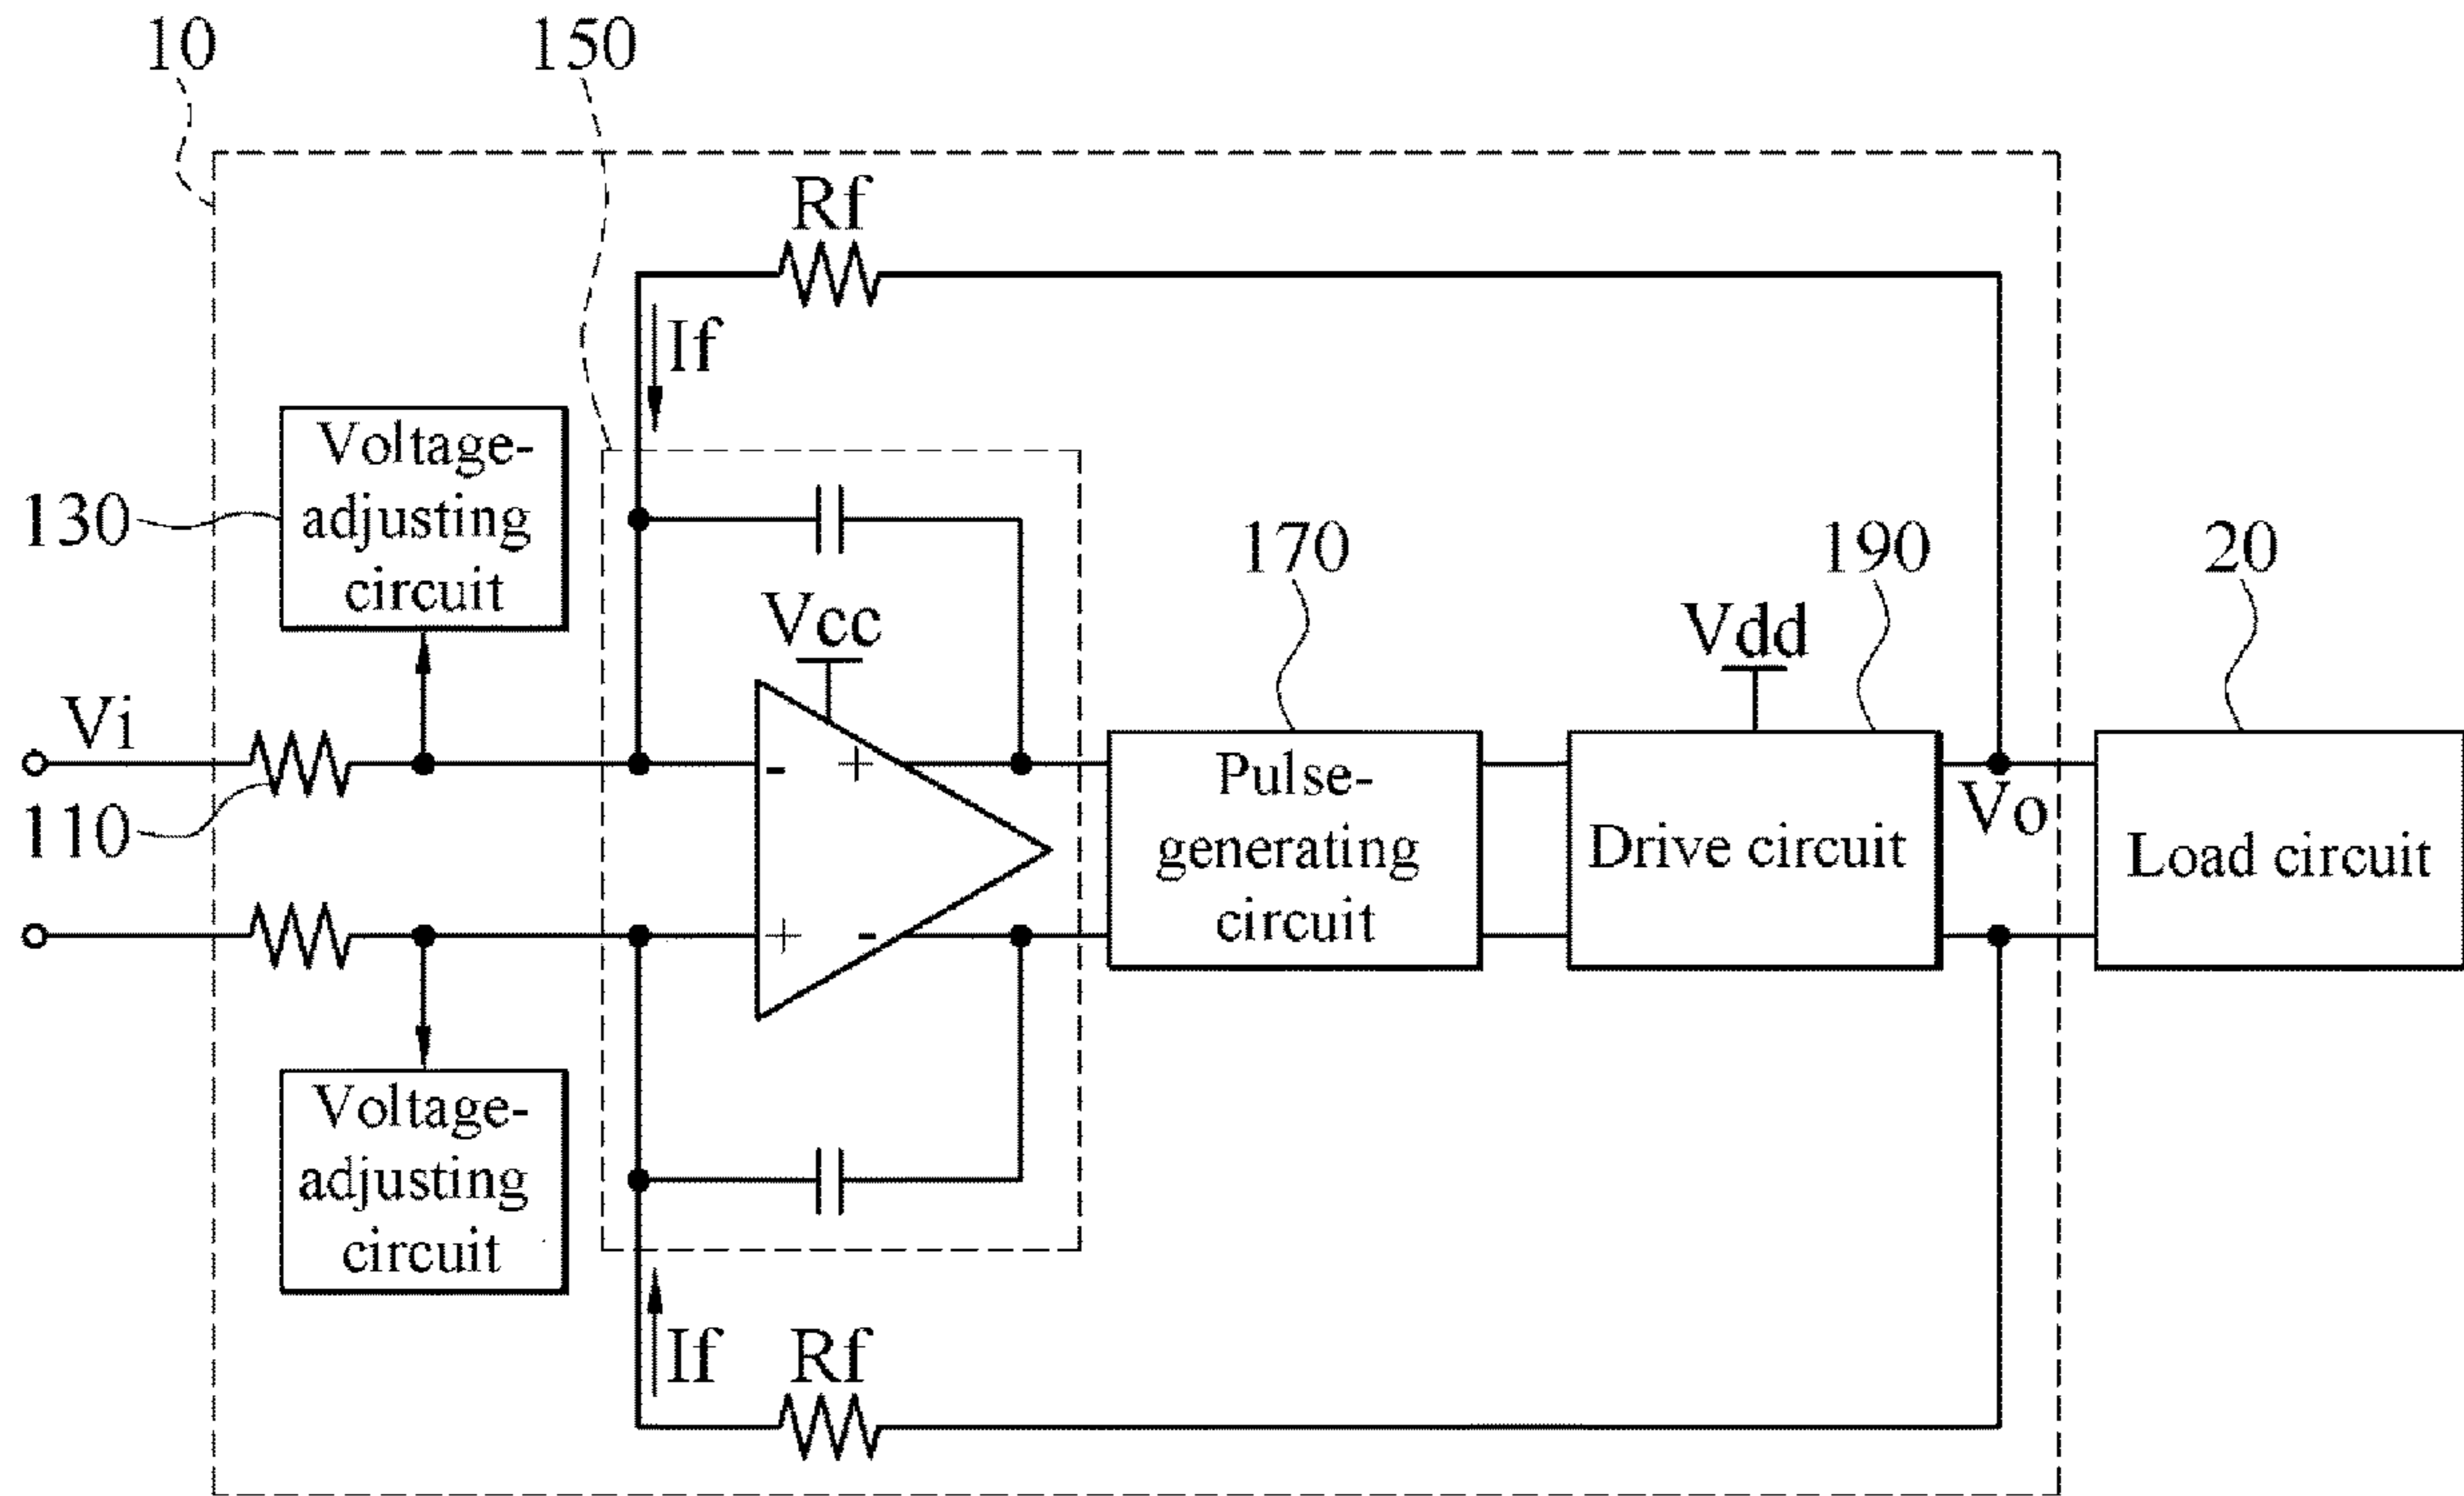 10
150
Rf
If
Voltage-
adjusting
circuit
130
170
190
20
Vcc
Vdd
Vi
-
+
110
Pulse-
generating
circuit
Drive circuit
Vo
Load circuit
+
-
Voltage-
adjusting
circuit
If
Rf